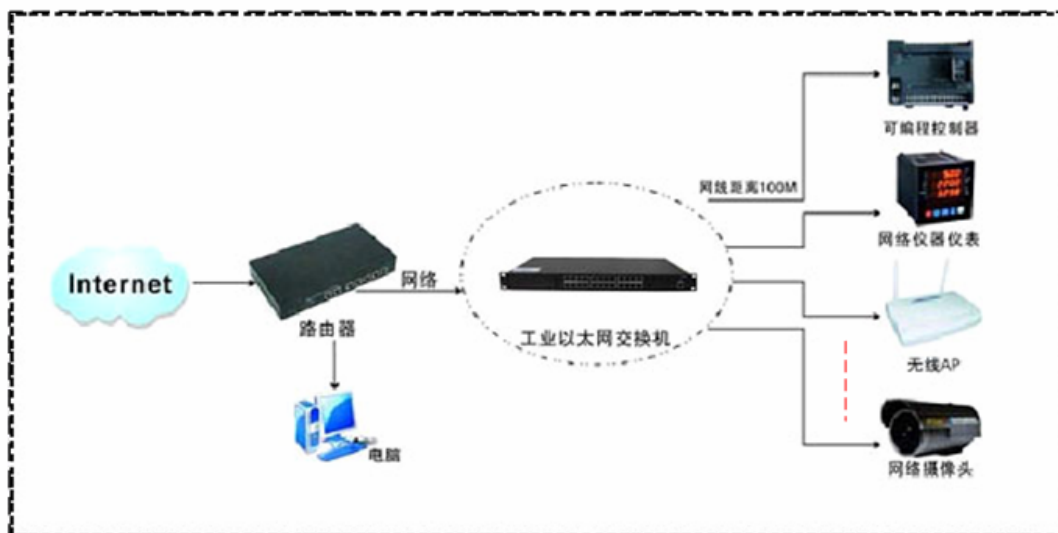 可编程控制器
网线距离100M
网络仪器仪表
Internet
网络
路由器
工业以太网交换机
无线AP
电脑
网络摄像头